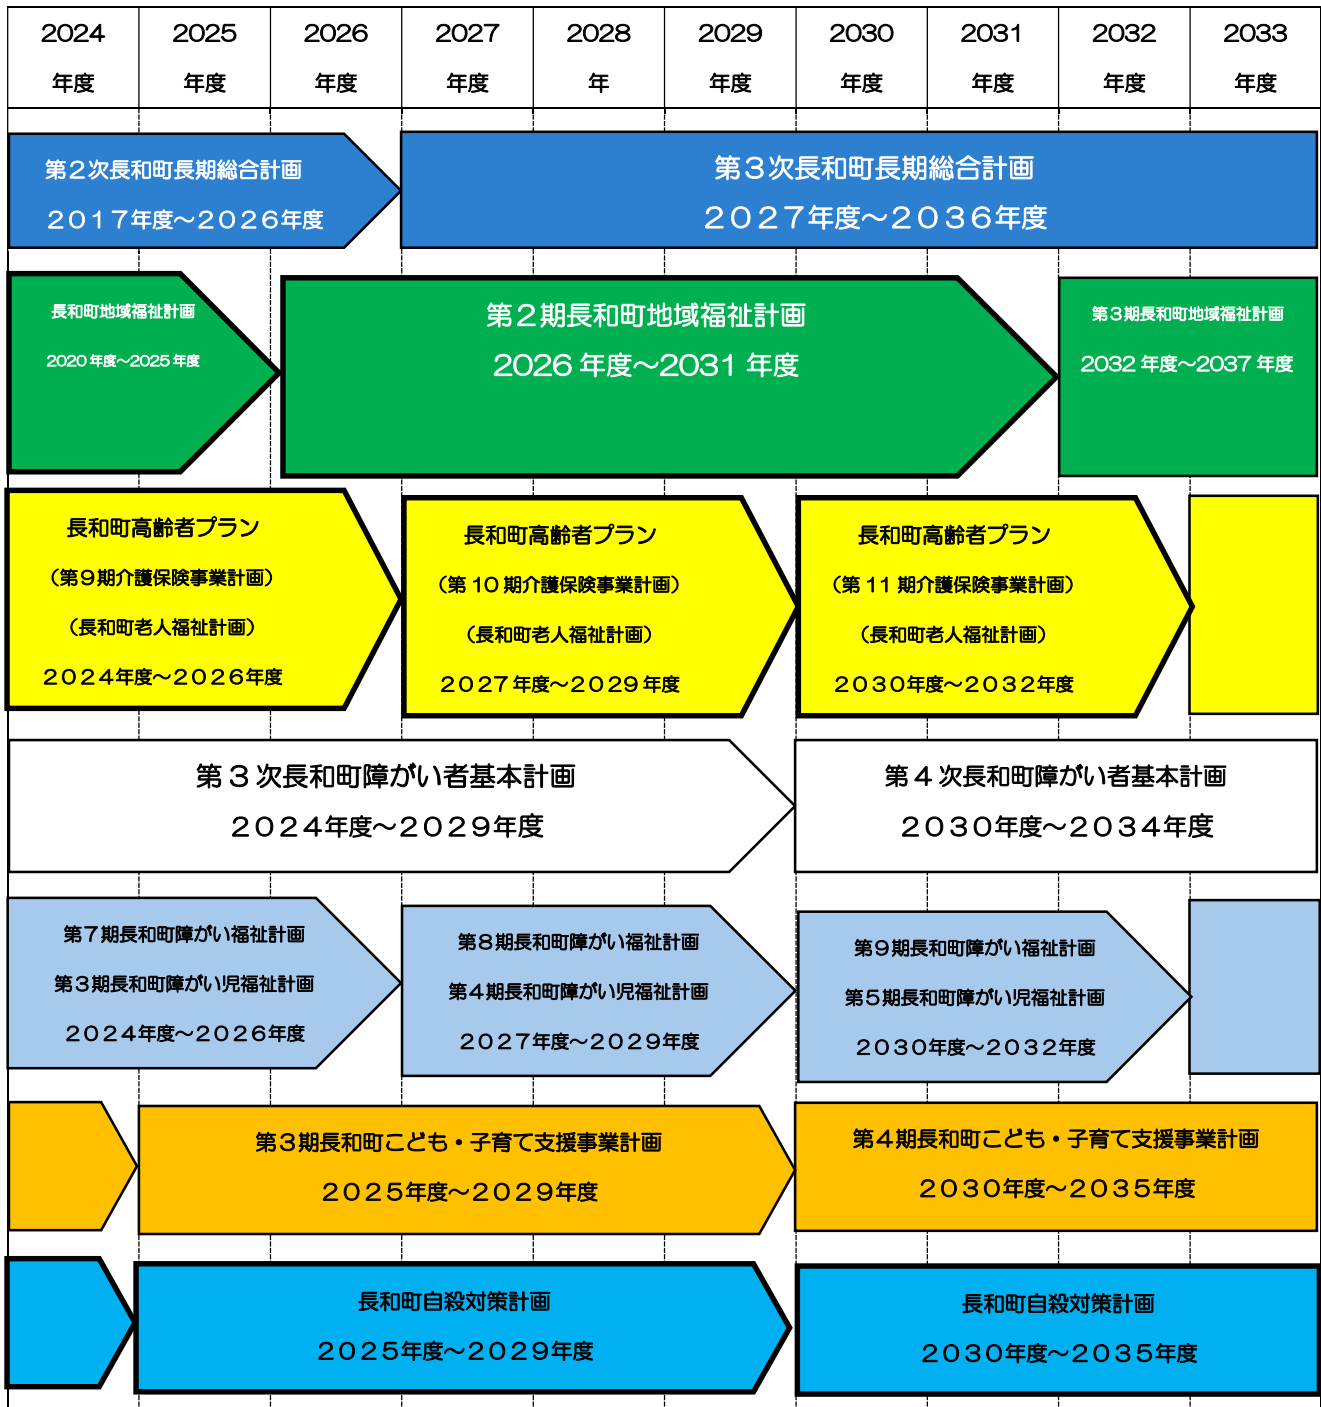 2024 2025 2026 2027 2028 2029 2030 2031 2032 2033
年度 年度 年度 年度 年 年度 年度 年度 年度 年度
第２次長和町長期総合計画
２０１７年度～２０２６年度
第３次長和町長期総合計画
２０２７年度～２０３６年度
長和町地域福祉計画
2020 年度～2025 年度
第２期長和町地域福祉計画
2026 年度～2031 年度
第３期長和町地域福祉計画
2032 年度～2037 年度
長和町高齢者プラン
（第９期介護保険事業計画）
（長和町老人福祉計画）
２０２４年度～２０２６年度
長和町高齢者プラン
（第 10 期介護保険事業計画）
（長和町老人福祉計画）
２０２７年度～２０２９年度
長和町高齢者プラン
（第 11 期介護保険事業計画）
（長和町老人福祉計画）
２０３０年度～２０３２年度
第３次長和町障がい者基本計画
２０２４年度～２０２９年度
第４次長和町障がい者基本計画
２０３０年度～２０３４年度
第７期長和町障がい福祉計画
第３期長和町障がい児福祉計画
２０２４年度～２０２６年度
第８期長和町障がい福祉計画
第４期長和町障がい児福祉計画
２０２７年度～２０２９年度
第９期長和町障がい福祉計画
第５期長和町障がい児福祉計画
２０３０年度～２０３２年度
第３期長和町こども・子育て支援事業計画
２０２５年度～２０２９年度
第４期長和町こども・子育て支援事業計画
２０３０年度～２０３５年度
長和町自殺対策計画
２０２５年度～２０２９年度
長和町自殺対策計画
２０３０年度～２０３５年度